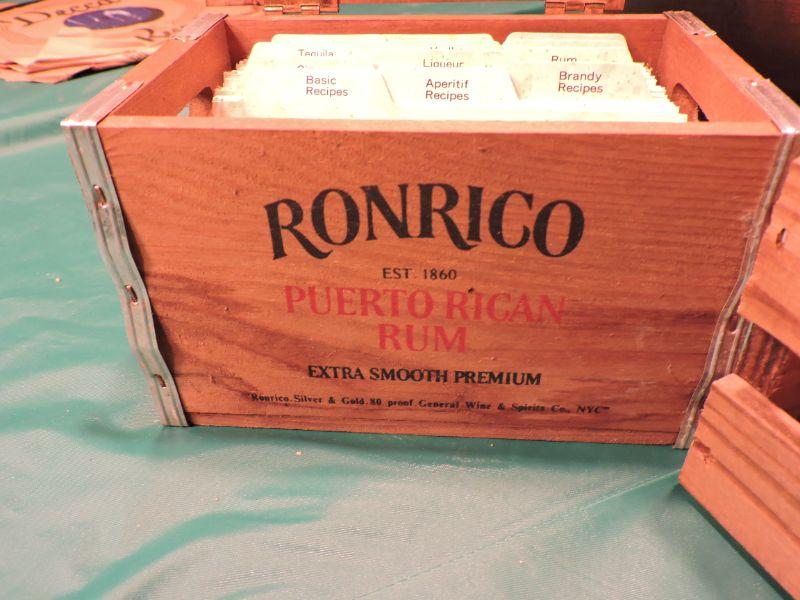 Tequila
Liqueur
Rum
Basic
Recipes
Aperitif
Recipes
Brandy
Recipes
RONRICO
EST. 1860
PUERTO RICAN
RUM
EXTRA SMOOTH PREMIUM
Ronrico. Silver & Gold. 80 proof. General Wine & Spirits Co., NYC